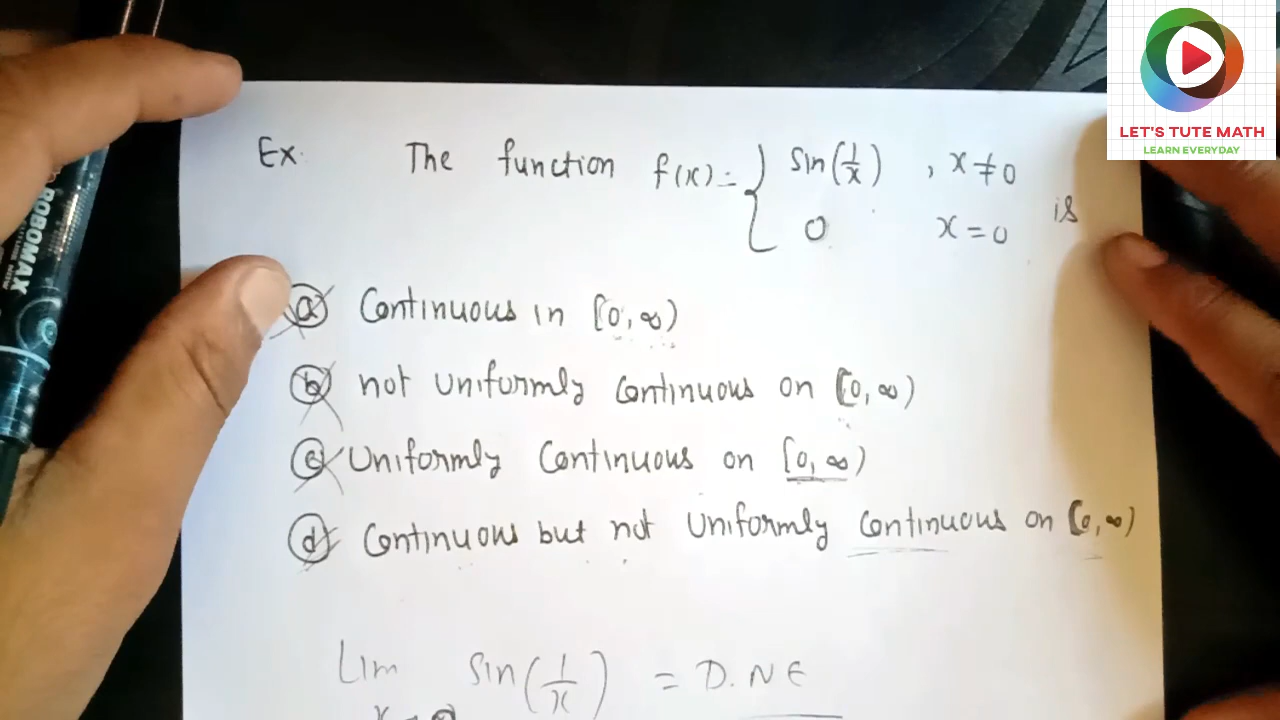 LET'S TUTE MATH
LEARN EVERYDAY
ROBOMAX
Ex. The function f(x) = { sin(1/x) , x ≠ 0
0 x = 0 is
(a) Continuous in [0, ∞)
(b) not uniformly continuous on [0, ∞)
(c) Uniformly Continuous on [0, ∞)
(d) Continuous but not Uniformly continuous on [0, ∞)
Lim sin(1/x) = D.N E